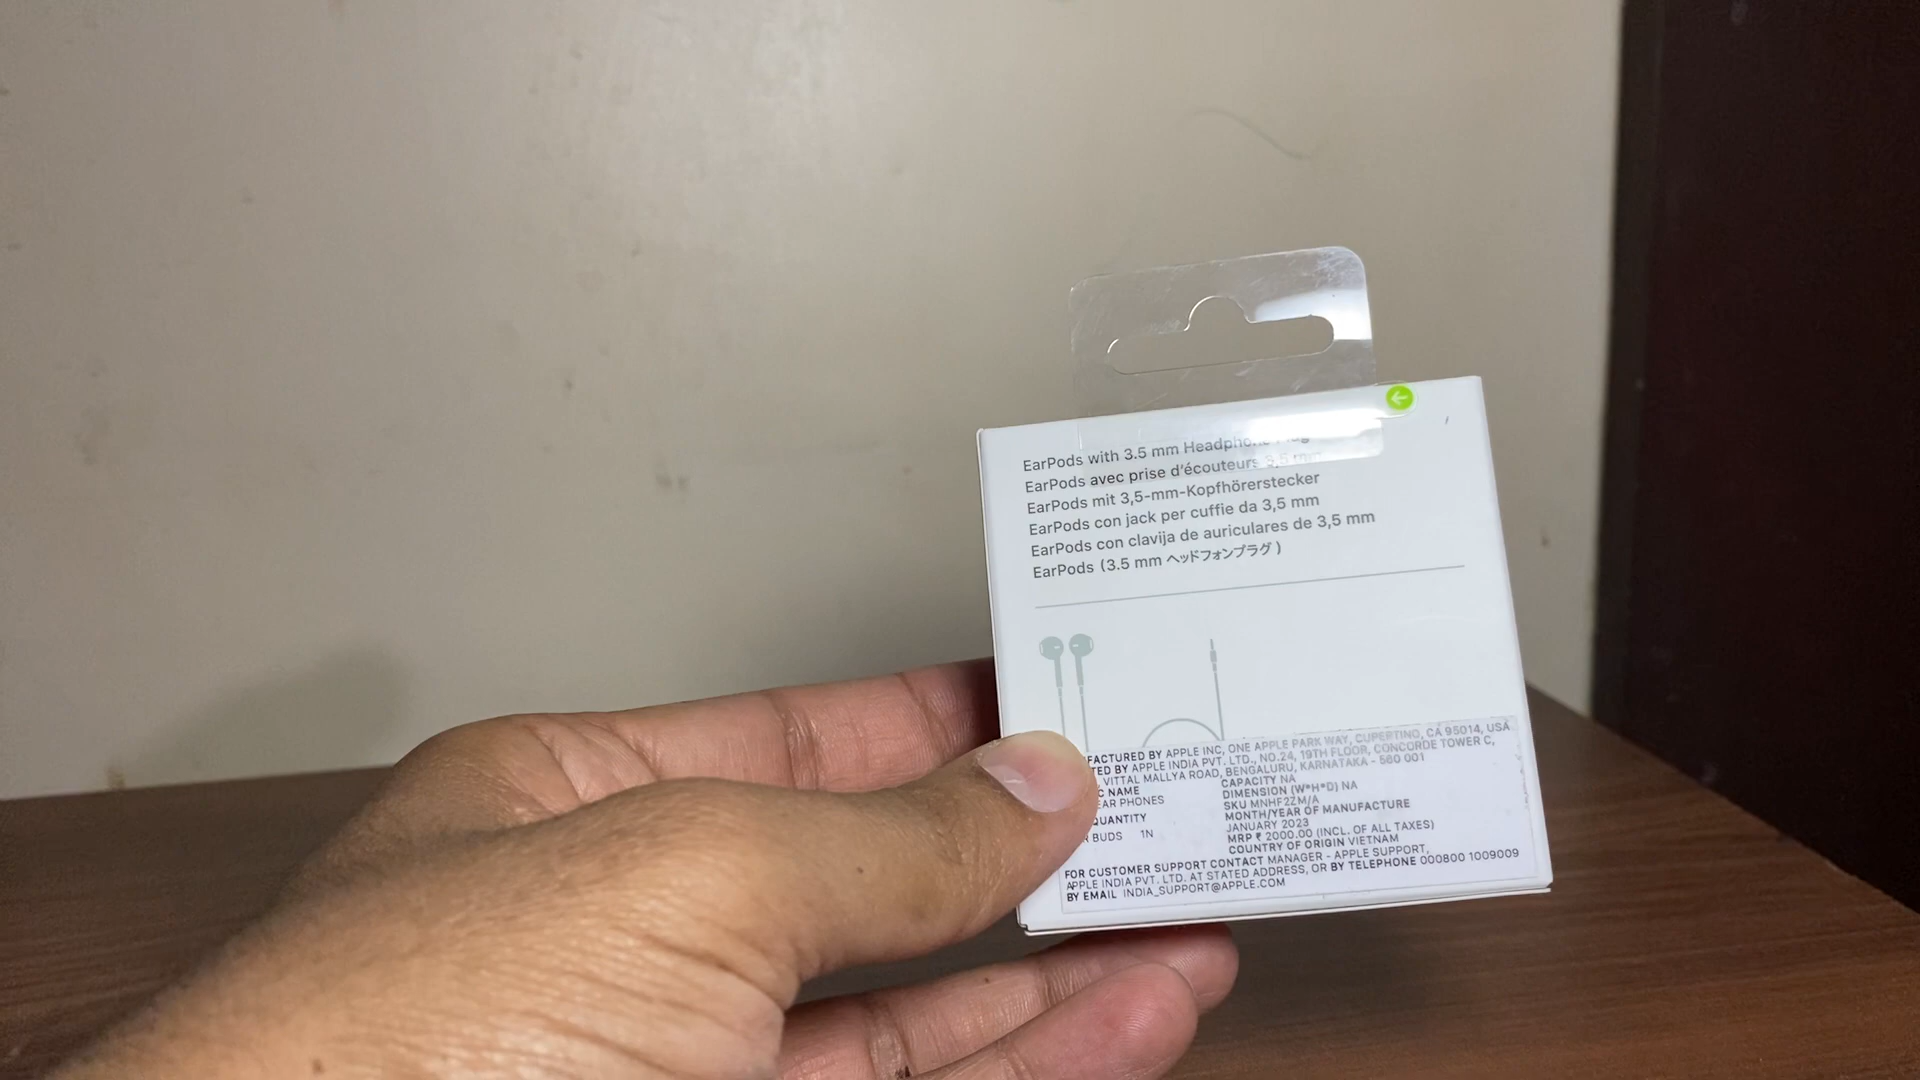 EarPods with 3.5 mm Headphone Plug
EarPods avec prise d'écouteurs 3,5 mm
EarPods mit 3,5-mm-Kopfhörerstecker
EarPods con jack per cuffie da 3,5 mm
EarPods con clavija de auriculares de 3,5 mm
EarPods (3.5 mm ヘッドフォンプラグ)
FACTURED BY APPLE INC, ONE APPLE PARK WAY, CUPERTINO, CA 95014, USA
TED BY APPLE INDIA PVT. LTD., NO.24, 19TH FLOOR, CONCORDE TOWER C,
VITTAL MALLYA ROAD, BENGALURU, KARNATAKA - 560 001
C NAME
EAR PHONES
QUANTITY
R BUDS 1N
CAPACITY NA
DIMENSION (W*H*D) NA
SKU MNHF2ZM/A
MONTH/YEAR OF MANUFACTURE
JANUARY 2023
MRP ₹ 2000.00 (INCL. OF ALL TAXES)
COUNTRY OF ORIGIN VIETNAM
FOR CUSTOMER SUPPORT CONTACT MANAGER - APPLE SUPPORT,
APPLE INDIA PVT. LTD. AT STATED ADDRESS, OR BY TELEPHONE 000800 1009009
BY EMAIL INDIA_SUPPORT@APPLE.COM